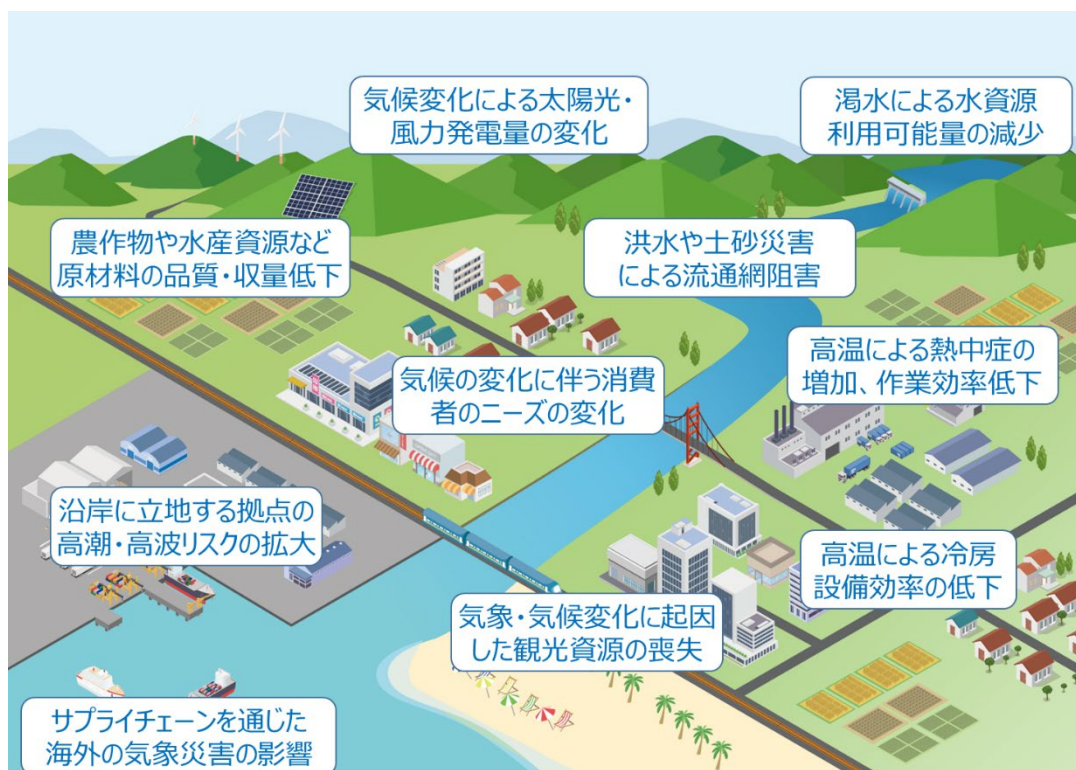 気候変化による太陽光・
風力発電量の変化
渇水による水資源
利用可能量の減少
農作物や水産資源など
原材料の品質・収量低下
洪水や土砂災害
による流通網阻害
気候の変化に伴う消費
者のニーズの変化
高温による熱中症の
増加、作業効率低下
沿岸に立地する拠点の
高潮・高波リスクの拡大
高温による冷房
設備効率の低下
気象・気候変化に起因
した観光資源の喪失
サプライチェーンを通じた
海外の気象災害の影響